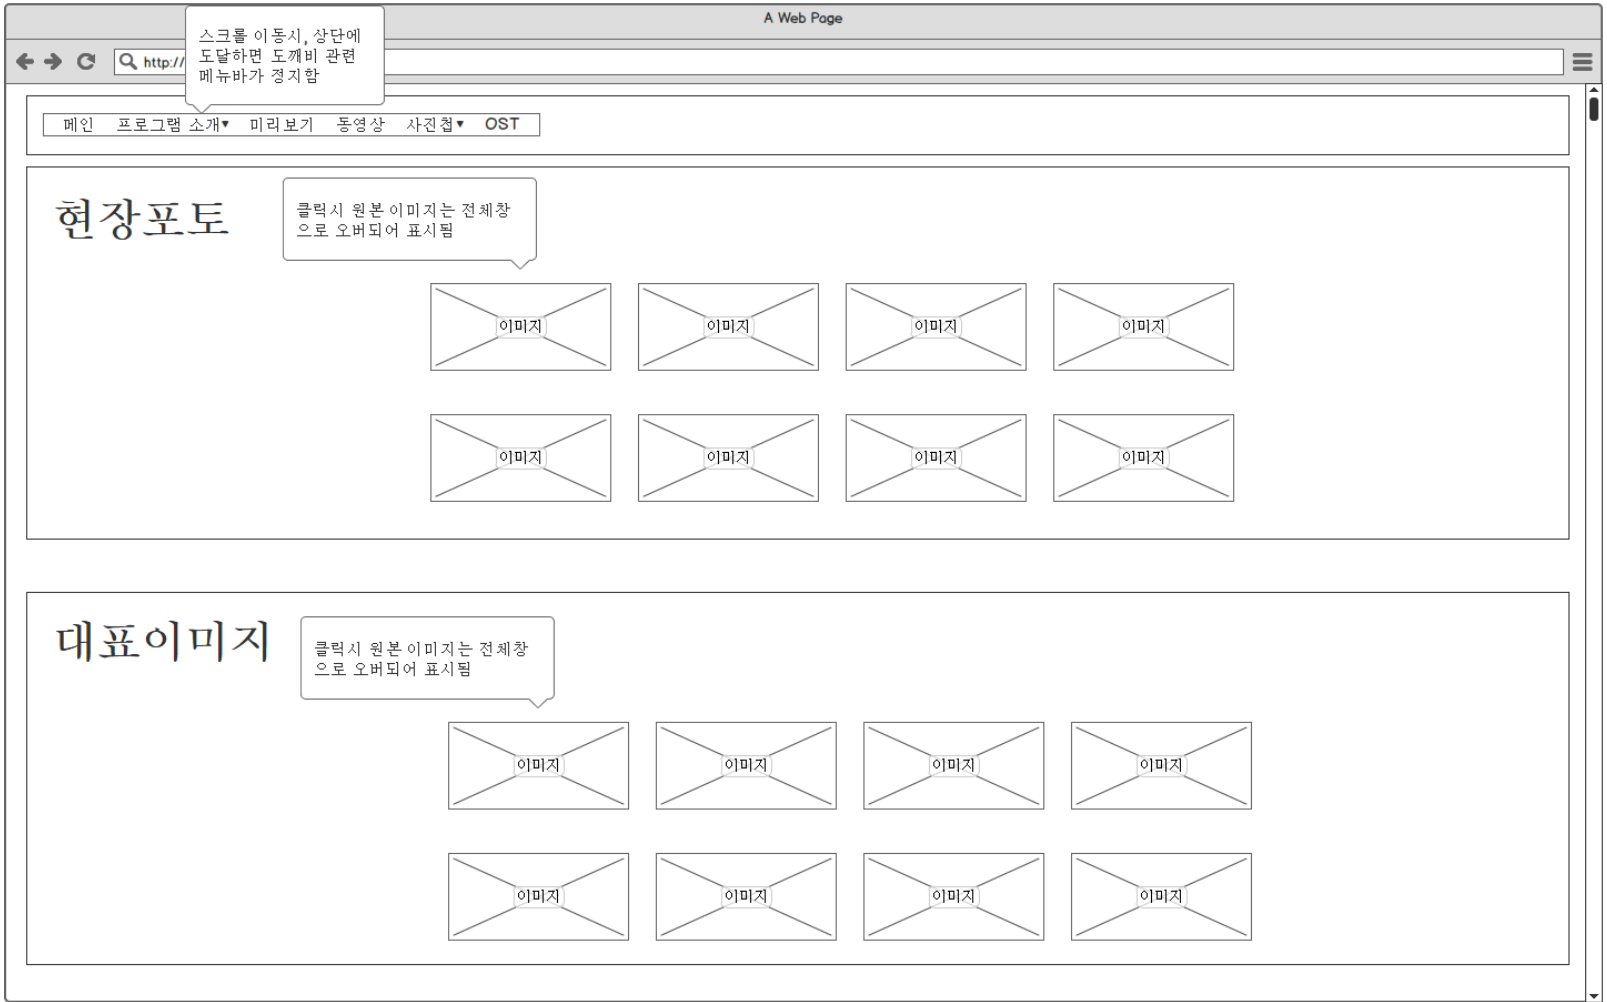 A Web Page
스크롤 이동시, 상단에
도달하면 도깨비 관련
메뉴바가 정지함
http://
메인 프로그램 소개▼ 미리보기 동영상 사진첩▼ OST
현장포토
클릭시 원본 이미지는 전체창
으로 오버되어 표시됨
이미지 이미지 이미지 이미지
이미지 이미지 이미지 이미지
대표이미지
클릭시 원본 이미지는 전체창
으로 오버되어 표시됨
이미지 이미지 이미지 이미지
이미지 이미지 이미지 이미지